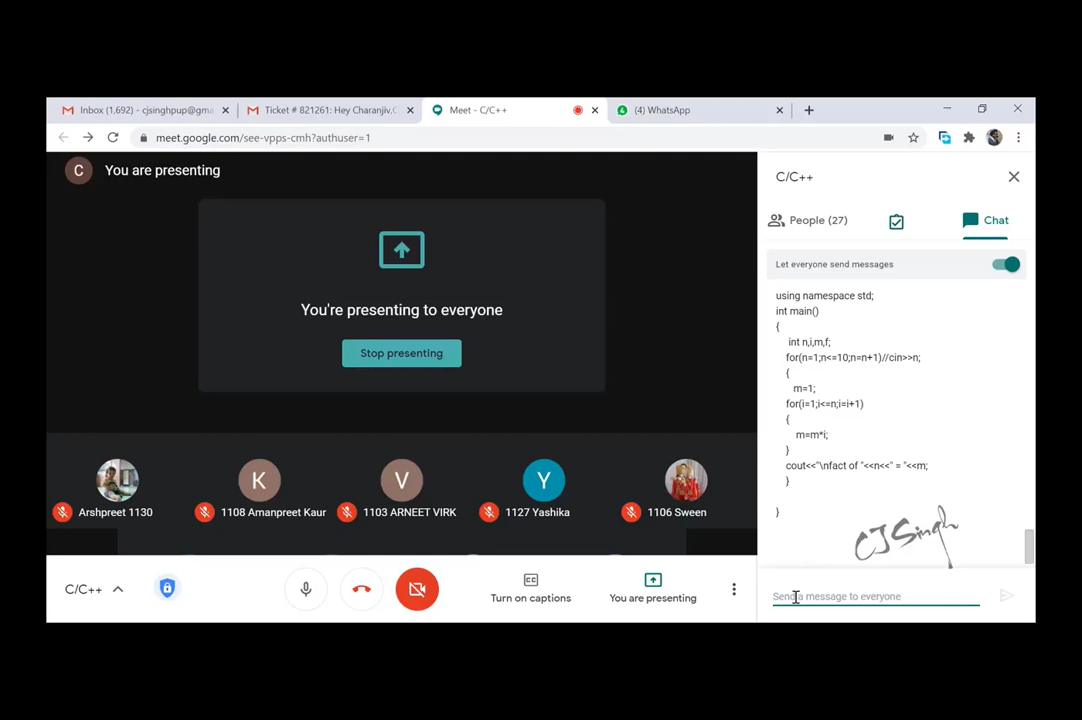 Inbox (1,692) - cjsinghpup@gma
Ticket # 821261: Hey Charanjiv,C
Meet - C/C++
(4) WhatsApp
meet.google.com/see-vpps-cmh?authuser=1
C
You are presenting
You're presenting to everyone
Stop presenting
K
V
Y
Arshpreet 1130
1108 Amanpreet Kaur
1103 ARNEET VIRK
1127 Yashika
1106 Sween
C/C++
Turn on captions
You are presenting
C/C++
People (27)
Chat
Let everyone send messages
using namespace std;
int main()
{
int n,i,m,f;
for(n=1;n<=10;n=n+1)//cin>>n;
{
m=1;
for(i=1;i<=n;i=i+1)
{
m=m*i;
}
cout<<"\nfact of "<<n<<" = "<<m;
}
}
CJSingh
Send a message to everyone